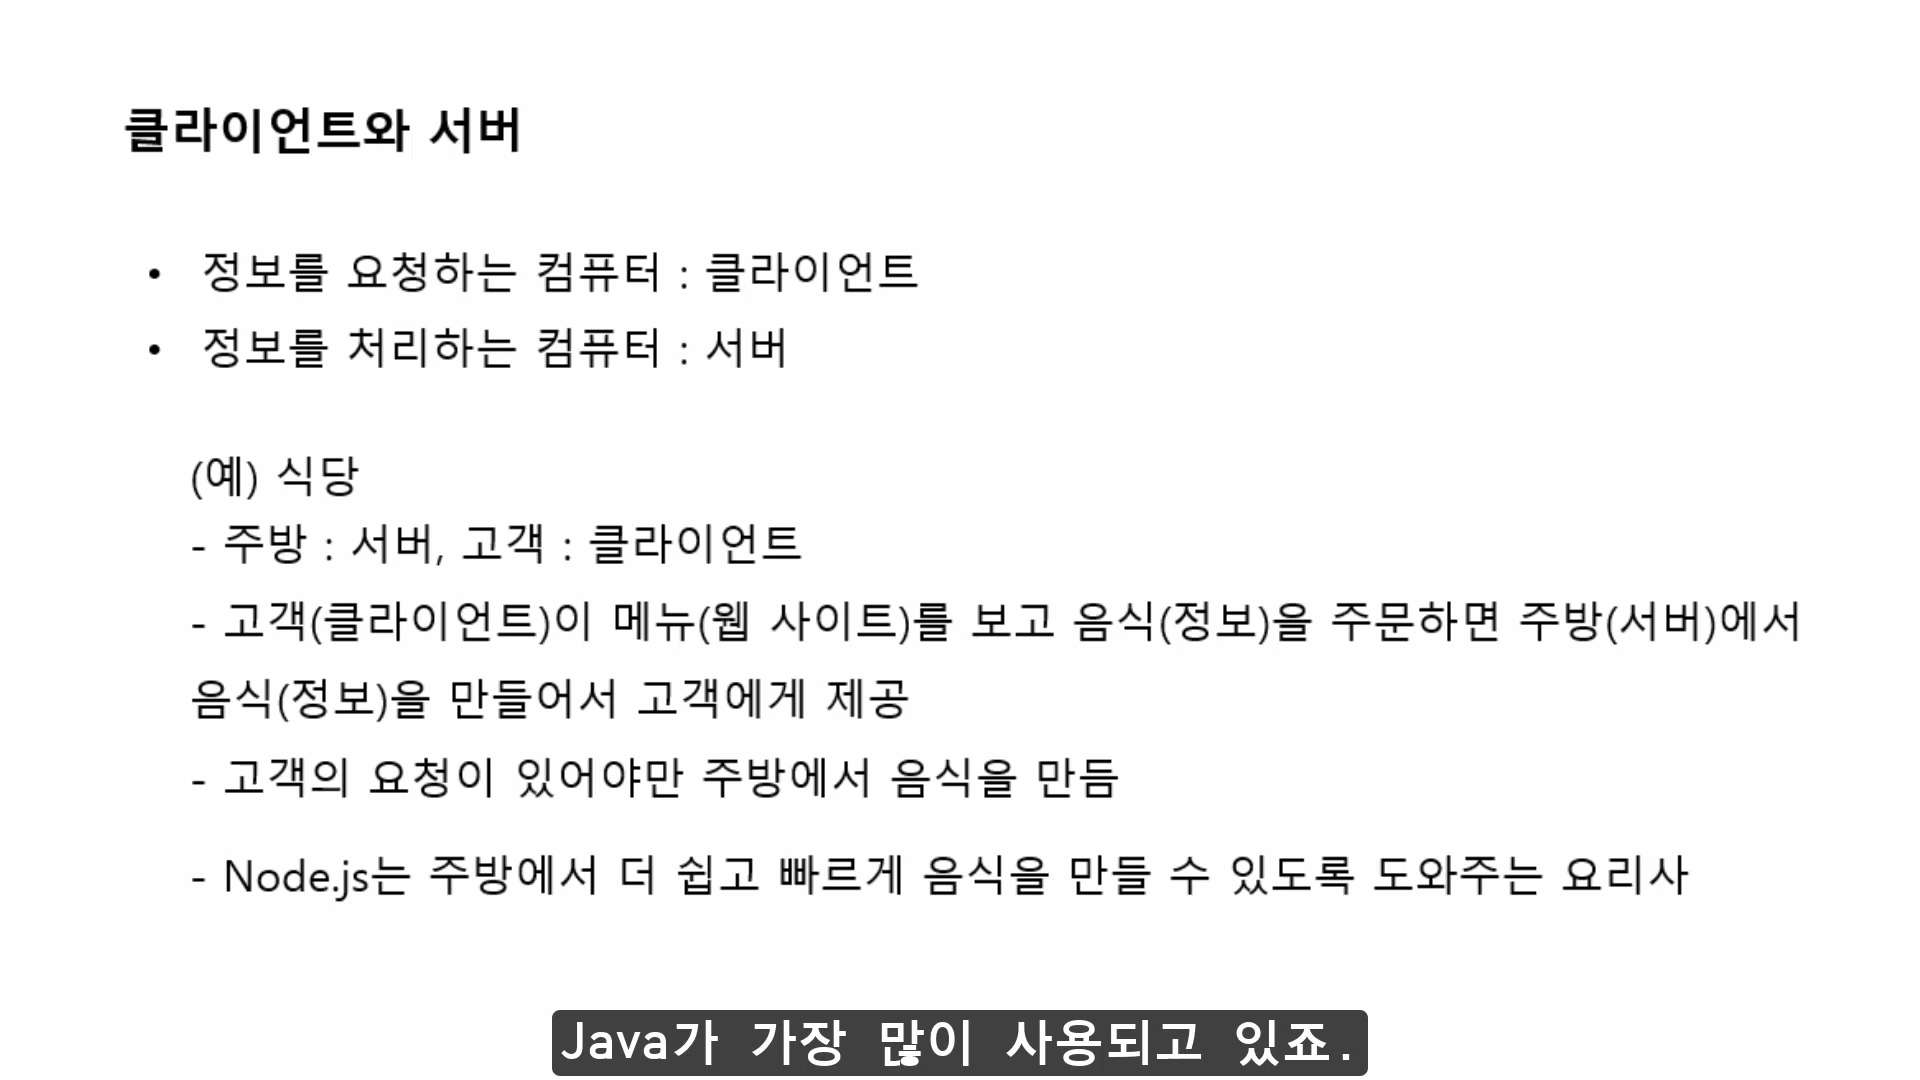 클라이언트와 서버
• 정보를 요청하는 컴퓨터 : 클라이언트
• 정보를 처리하는 컴퓨터 : 서버
(예) 식당
- 주방 : 서버, 고객 : 클라이언트
- 고객(클라이언트)이 메뉴(웹 사이트)를 보고 음식(정보)을 주문하면 주방(서버)에서
음식(정보)을 만들어서 고객에게 제공
- 고객의 요청이 있어야만 주방에서 음식을 만듬
- Node.js는 주방에서 더 쉽고 빠르게 음식을 만들 수 있도록 도와주는 요리사
Java가 가장 많이 사용되고 있죠.